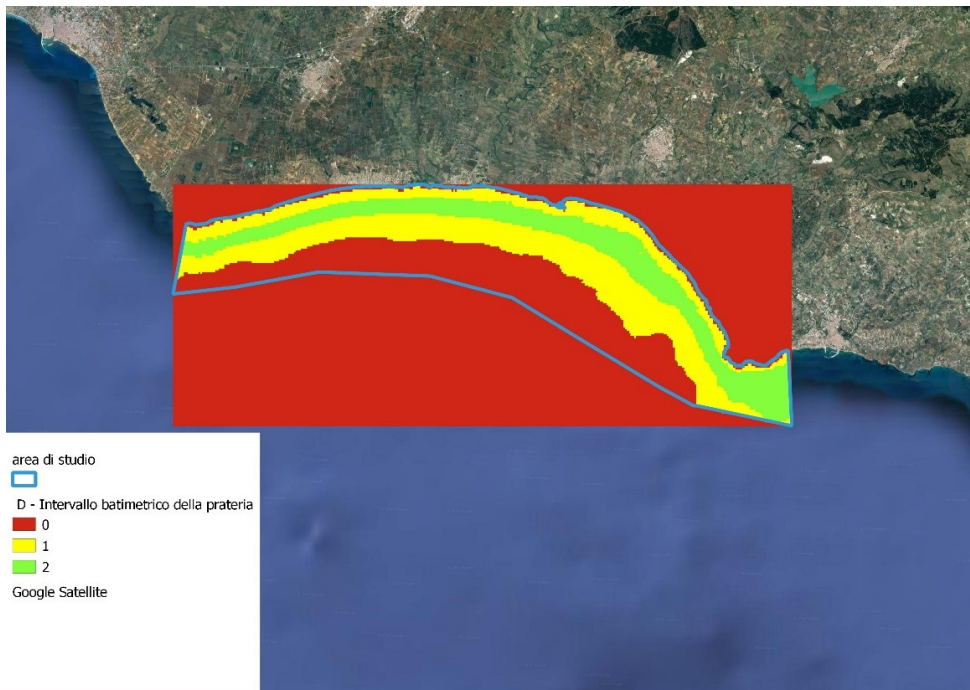 area di studio
D - Intervallo batimetrico della prateria
0
1
2
Google Satellite